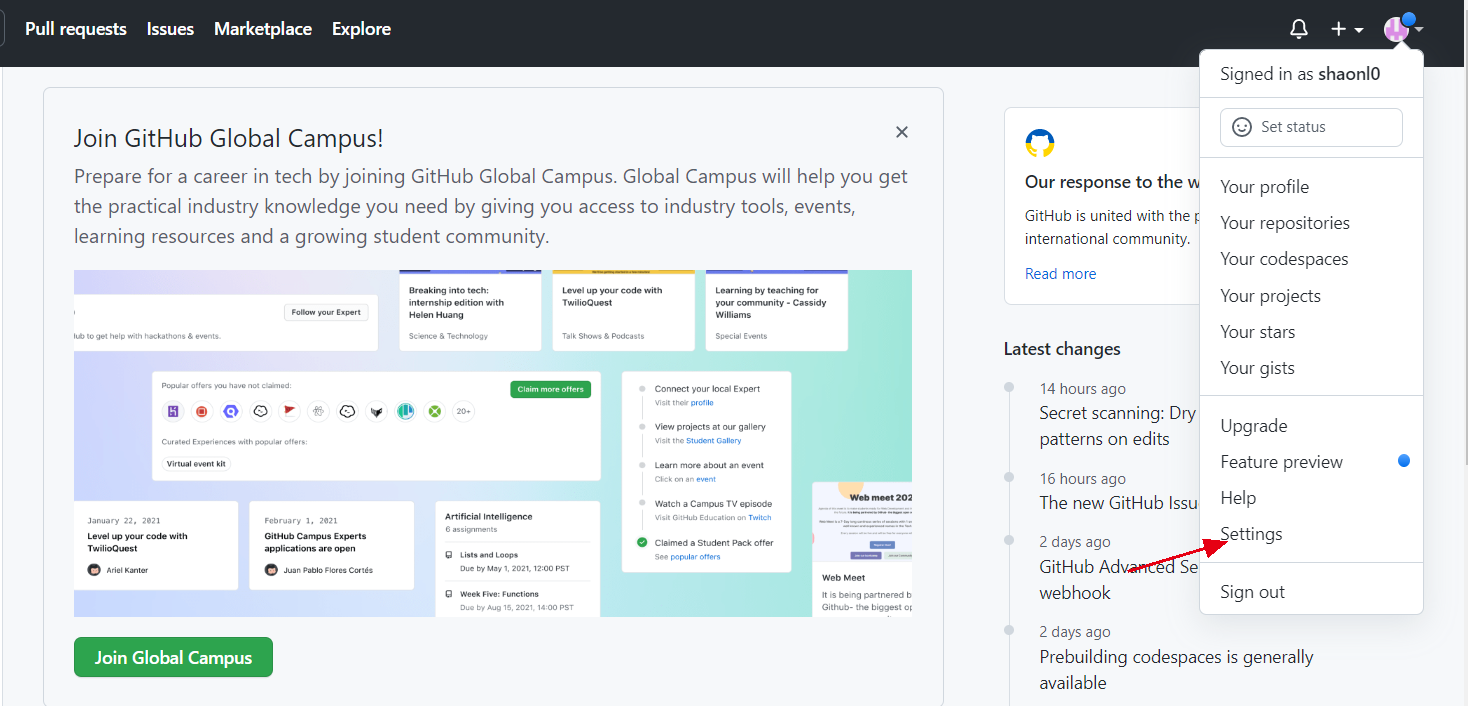 Pull requests Issues Marketplace Explore
Signed in as shaonl0
Set status
Your profile
Your repositories
Your codespaces
Your projects
Your stars
Your gists
Upgrade
Feature preview
Help
Settings
Sign out
Join GitHub Global Campus!
Prepare for a career in tech by joining GitHub Global Campus. Global Campus will help you get
the practical industry knowledge you need by giving you access to industry tools, events,
learning resources and a growing student community.
Follow your Expert
to get help with hackathons & events.
Breaking into tech:
internship edition with
Helen Huang
Science & Technology
Level up your code with
TwilioQuest
Talk Shows & Podcasts
Learning by teaching for
your community - Cassidy
Williams
Special Events
Popular offers you have not claimed:
Claim more offers
20+
Curated Experiences with popular offers:
Virtual event kit
Connect your local Expert
Visit their profile
View projects at our gallery
Visit the Student Gallery
Learn more about an event
Click on an event
Watch a Campus TV episode
Visit GitHub Education on Twitch
Claimed a Student Pack offer
See popular offers
January 22, 2021
Level up your code with
TwilioQuest
Ariel Kanter
February 1, 2021
GitHub Campus Experts
applications are open
Juan Pablo Flores Cortés
Artificial Intelligence
6 assignments
Lists and Loops
Due by May 1, 2021, 12:00 PST
Week Five: Functions
Due by Aug 15, 2021, 14:00 PST
Web meet 202
Web Meet
It is being partnered b
Github- the biggest op
Join Global Campus
Our response to the w
GitHub is united with the p
international community.
Read more
Latest changes
14 hours ago
Secret scanning: Dry
patterns on edits
16 hours ago
The new GitHub Issu
2 days ago
GitHub Advanced Se
webhook
2 days ago
Prebuilding codespaces is generally
available